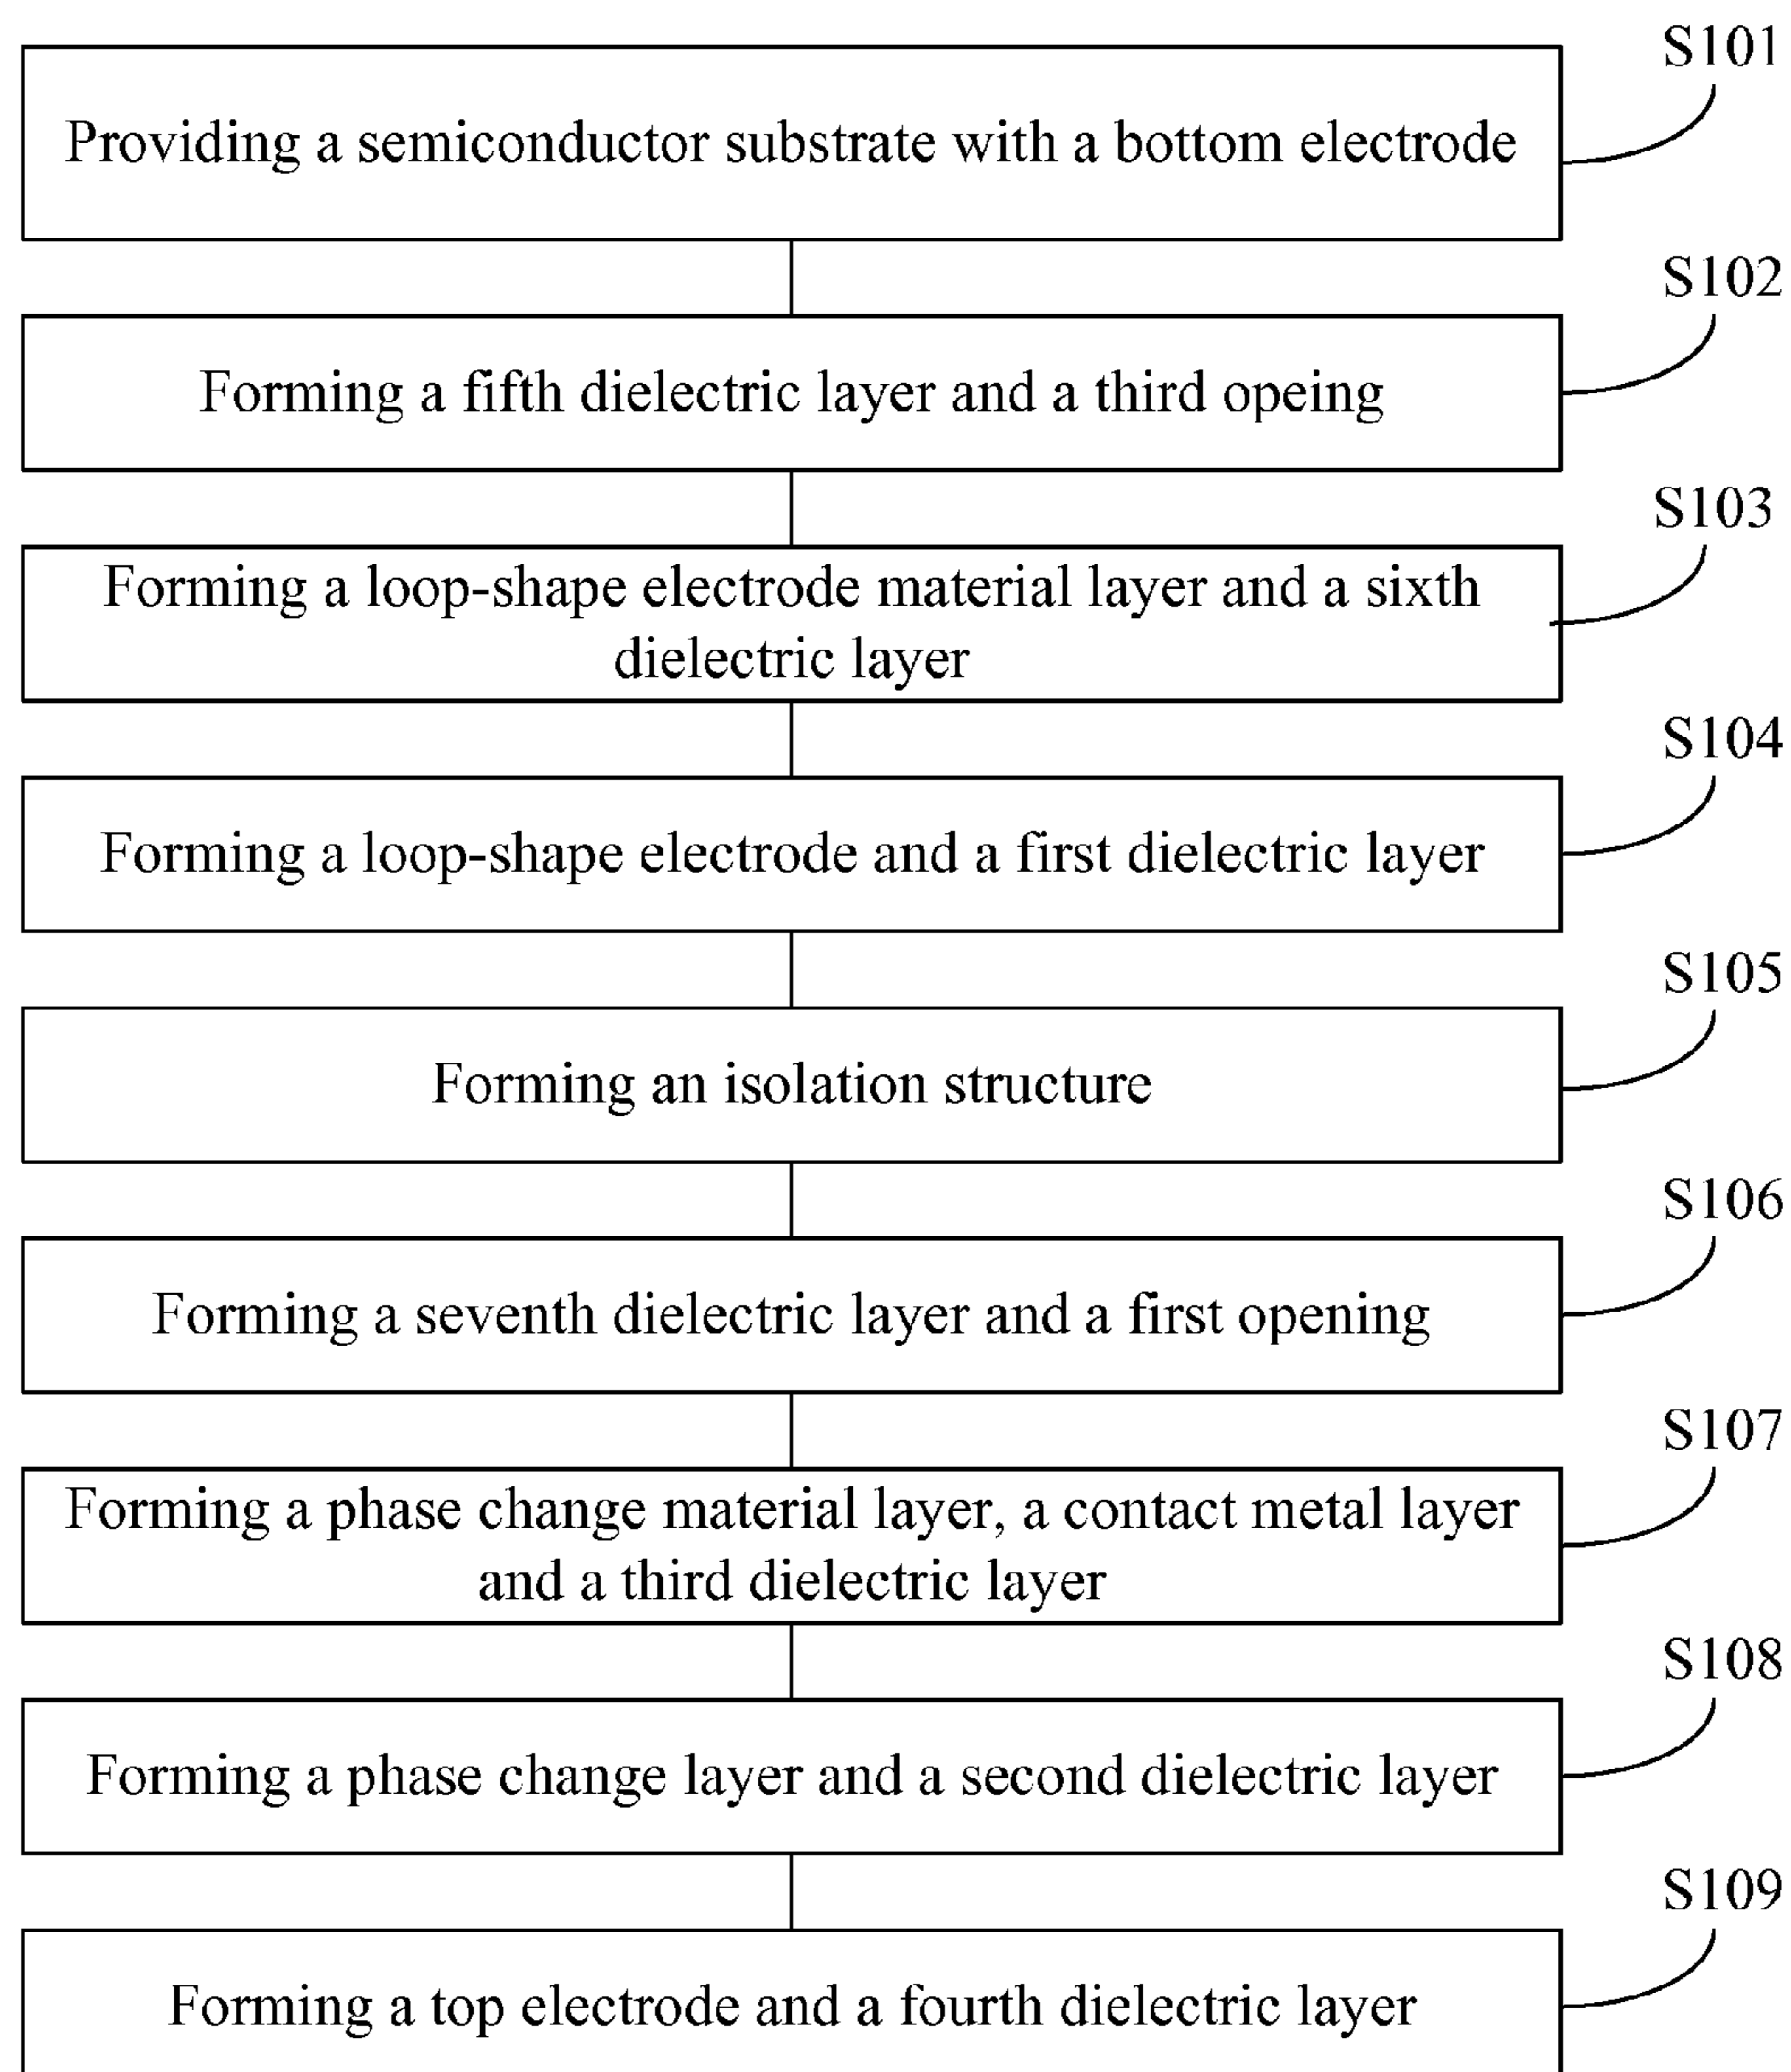 S101
Providing a semiconductor substrate with a bottom electrode
S102
Forming a fifth dielectric layer and a third opeing
S103
Forming a loop-shape electrode material layer and a sixth
dielectric layer
S104
Forming a loop-shape electrode and a first dielectric layer
S105
Forming an isolation structure
S106
Forming a seventh dielectric layer and a first opening
S107
Forming a phase change material layer, a contact metal layer
and a third dielectric layer
S108
Forming a phase change layer and a second dielectric layer
S109
Forming a top electrode and a fourth dielectric layer